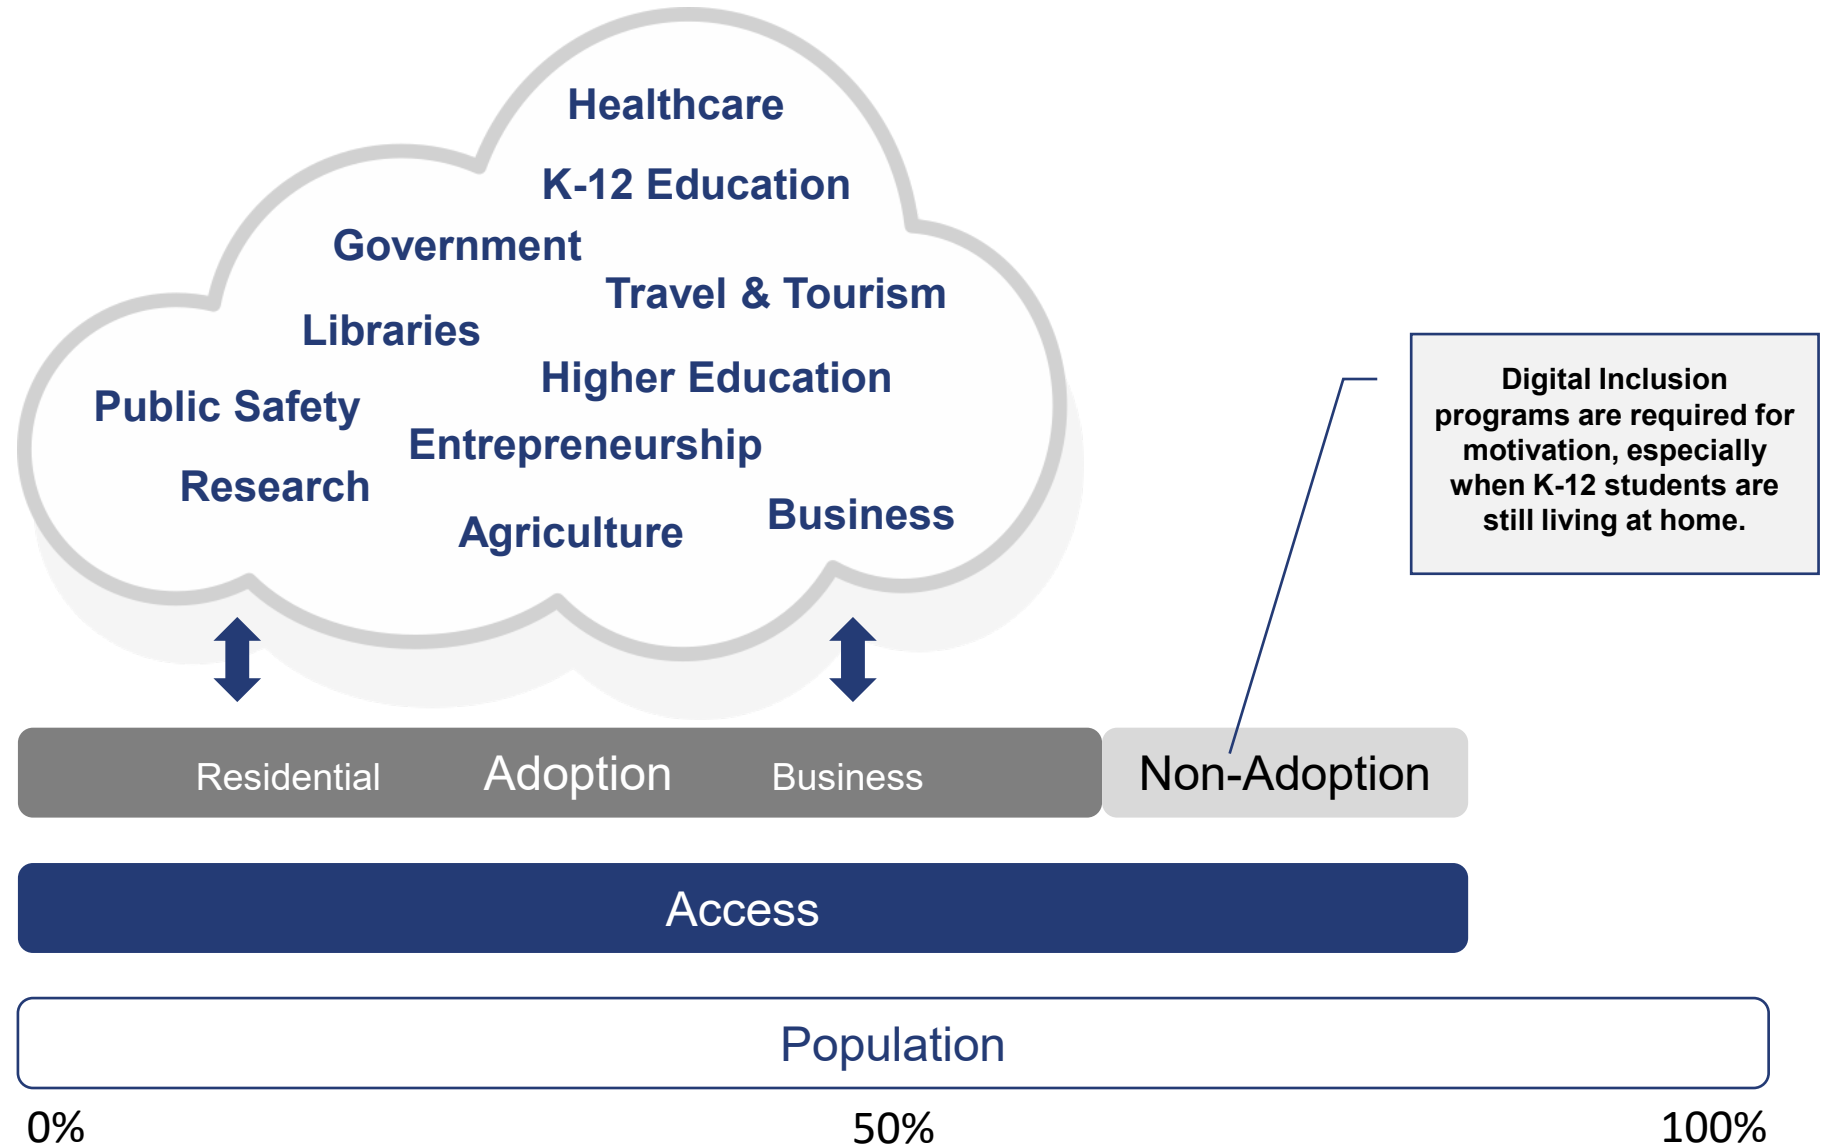 Healthcare
K-12 Education
Government
Travel & Tourism
Libraries
Higher Education
Public Safety
Entrepreneurship
Research
Business
Agriculture
Digital Inclusion
programs are required for
motivation, especially
when K-12 students are
still living at home.
Residential Adoption Business
Non-Adoption
Access
Population
0% 50% 100%